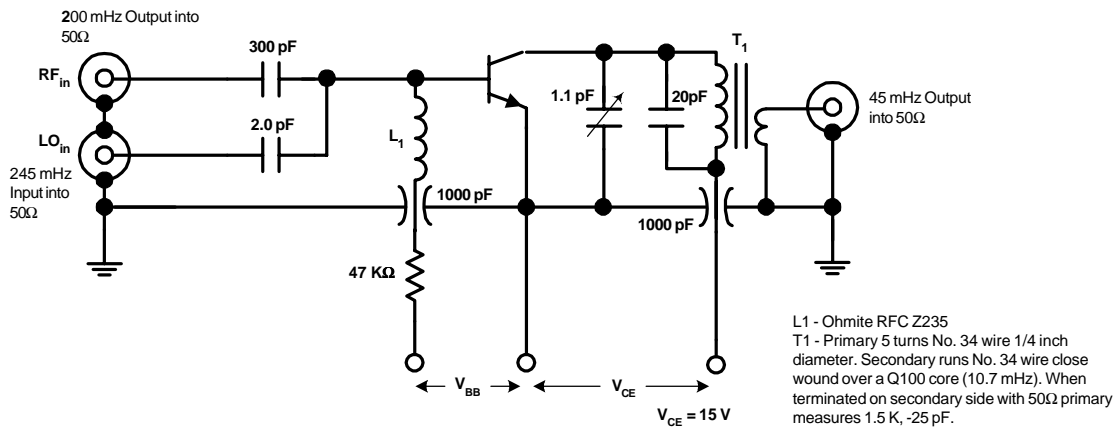 200 mHz Output into
50Ω
RFin
300 pF
LOin
2.0 pF
245 mHz
Input into
50Ω
L1
1000 pF
47 KΩ
1.1 pF
20pF
T1
45 mHz Output
into 50Ω
1000 pF
VBB
VCE
VCE = 15 V
L1 - Ohmite RFC Z235
T1 - Primary 5 turns No. 34 wire 1/4 inch
diameter. Secondary runs No. 34 wire close
wound over a Q100 core (10.7 mHz). When
terminated on secondary side with 50Ω primary
measures 1.5 K, -25 pF.